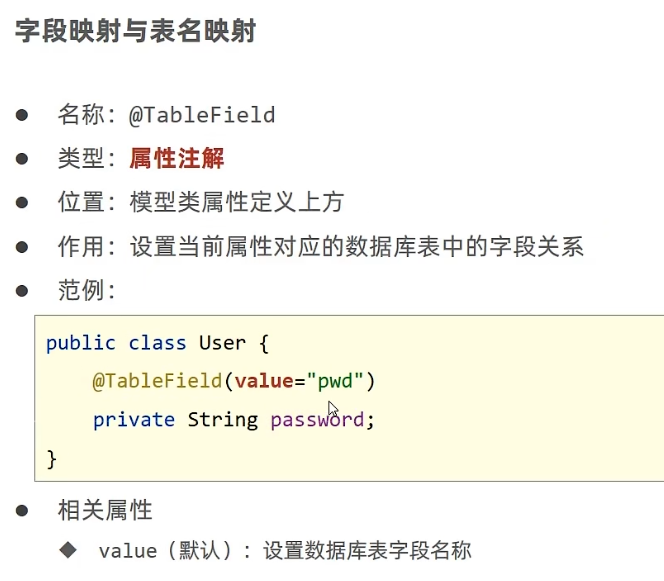 字段映射与表名映射
● 名称：@TableField
● 类型：属性注解
● 位置：模型类属性定义上方
● 作用：设置当前属性对应的数据库表中的字段关系
● 范例：
public class User {
    @TableField(value="pwd")
    private String password;
}
● 相关属性
◆ value（默认）：设置数据库表字段名称